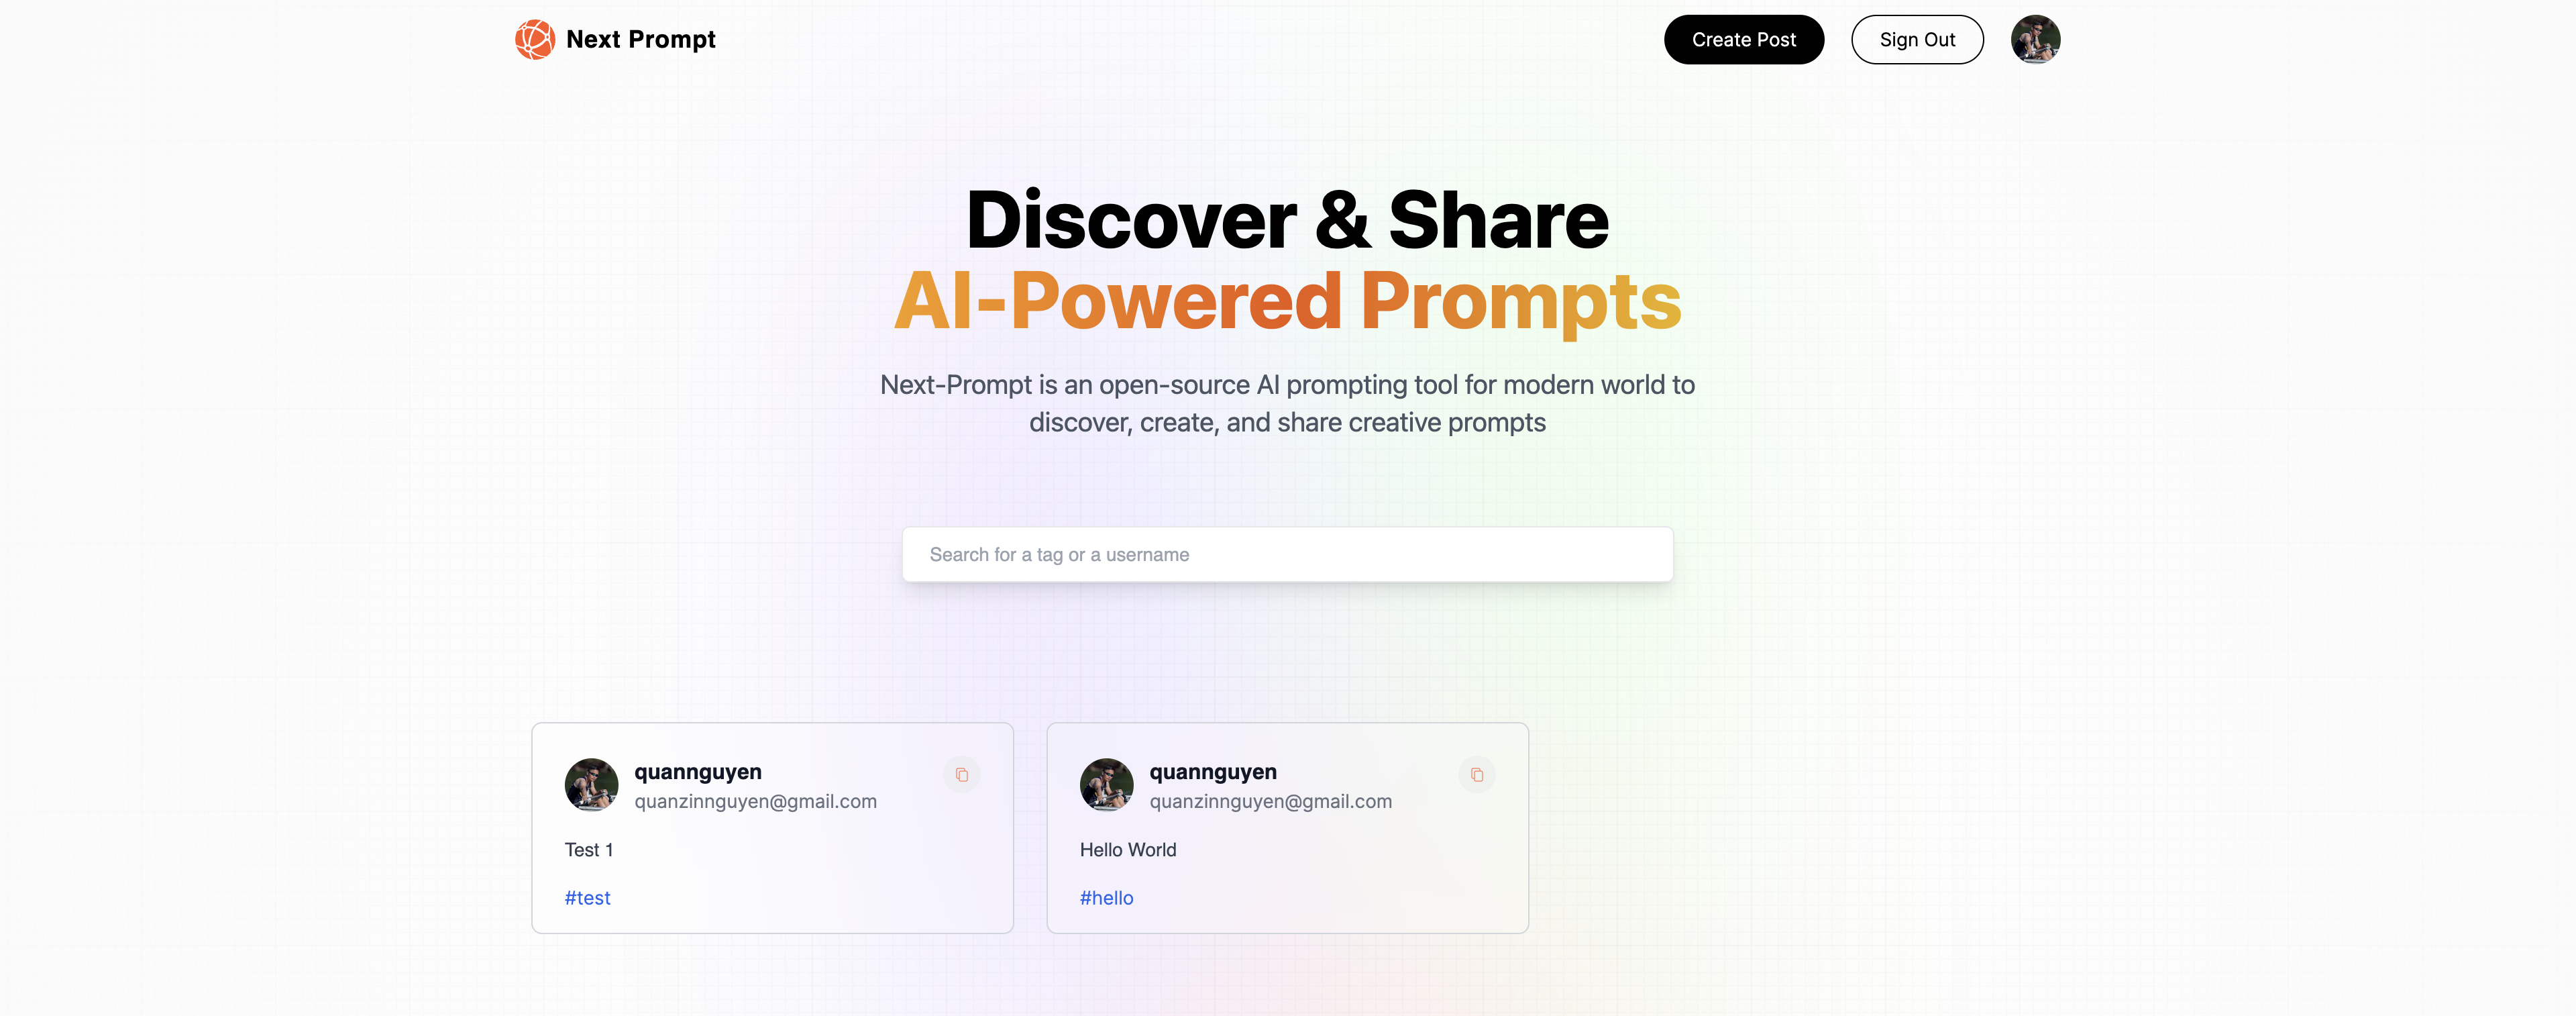 Next Prompt
Create Post
Sign Out
Discover & Share
AI-Powered Prompts
Next-Prompt is an open-source AI prompting tool for modern world to
discover, create, and share creative prompts
Search for a tag or a username
quannguyen
quanzinnguyen@gmail.com
Test 1
#test
quannguyen
quanzinnguyen@gmail.com
Hello World
#hello